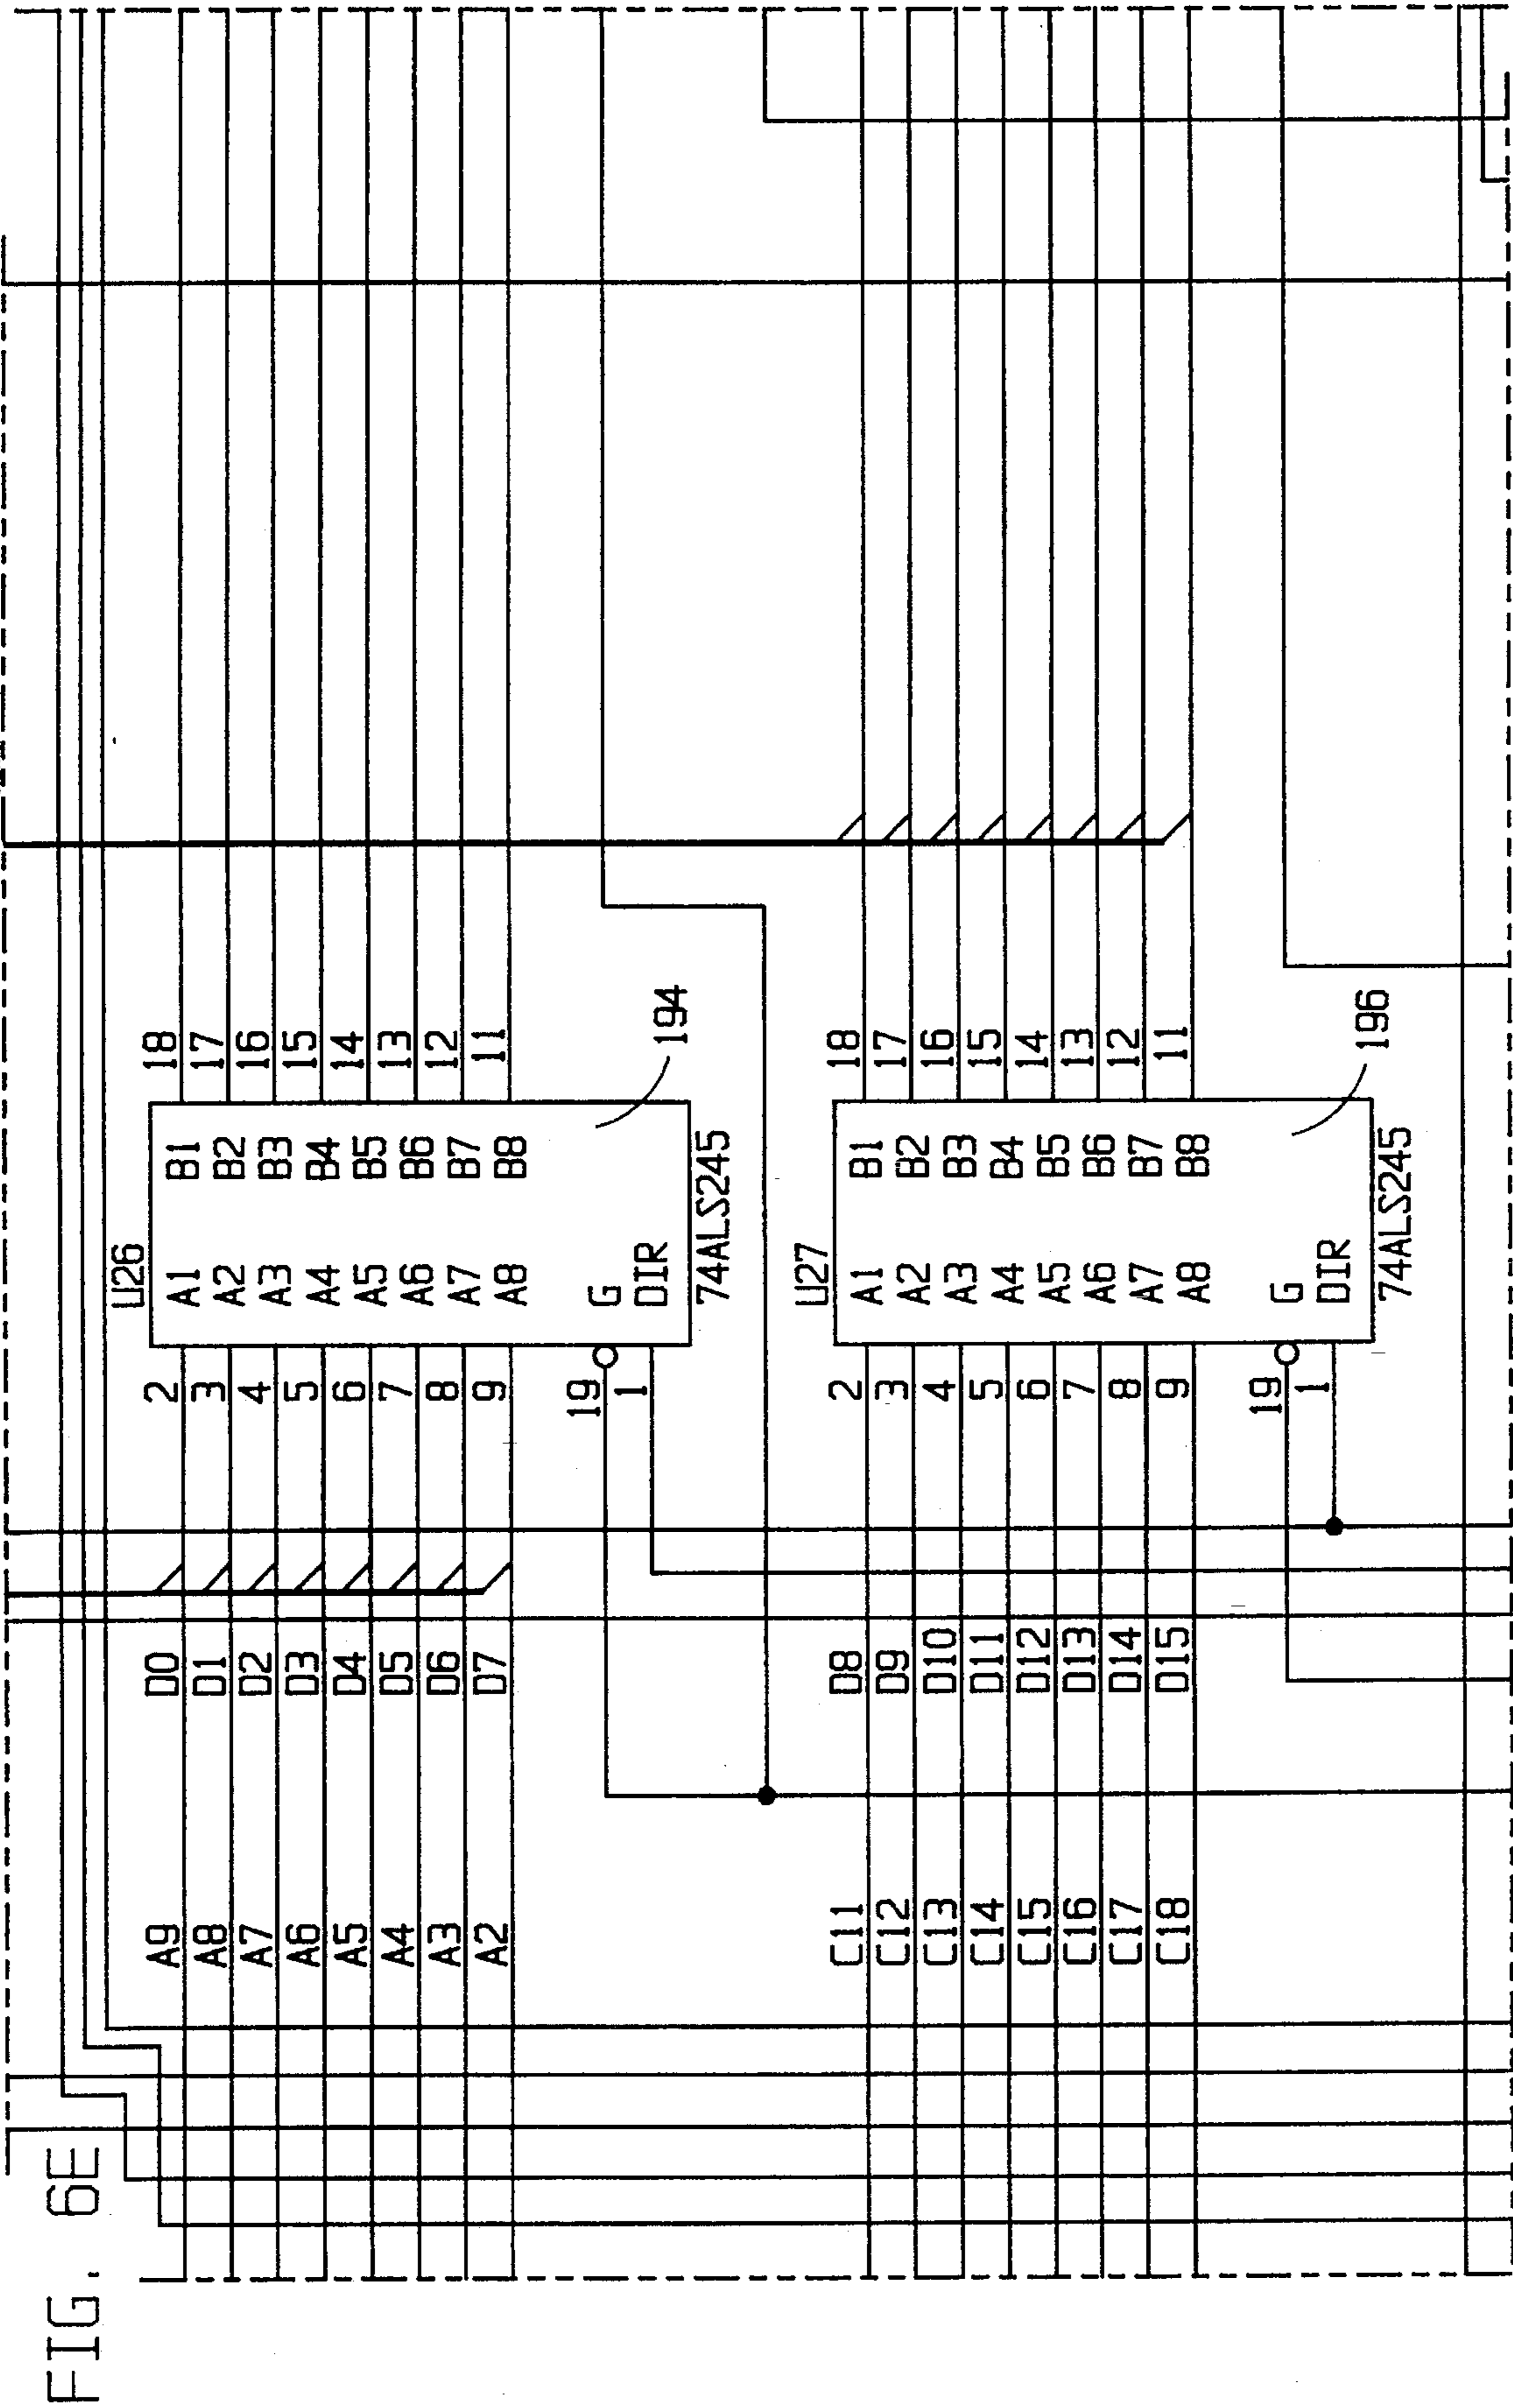 FIG. 6E
U26
A9 D0 2 A1 B1 18
A8 D1 3 A2 B2 17
A7 D2 4 A3 B3 16
A6 D3 5 A4 B4 15
A5 D4 6 A5 B5 14
A4 D5 7 A6 B6 13
A3 D6 8 A7 B7 12
A2 D7 9 A8 B8 11
19 G
1 DIR
194
74ALS245
U27
C11 D8 2 A1 B1 18
C12 D9 3 A2 B2 17
C13 D10 4 A3 B3 16
C14 D11 5 A4 B4 15
C15 D12 6 A5 B5 14
C16 D13 7 A6 B6 13
C17 D14 8 A7 B7 12
C18 D15 9 A8 B8 11
19 G
1 DIR
196
74ALS245